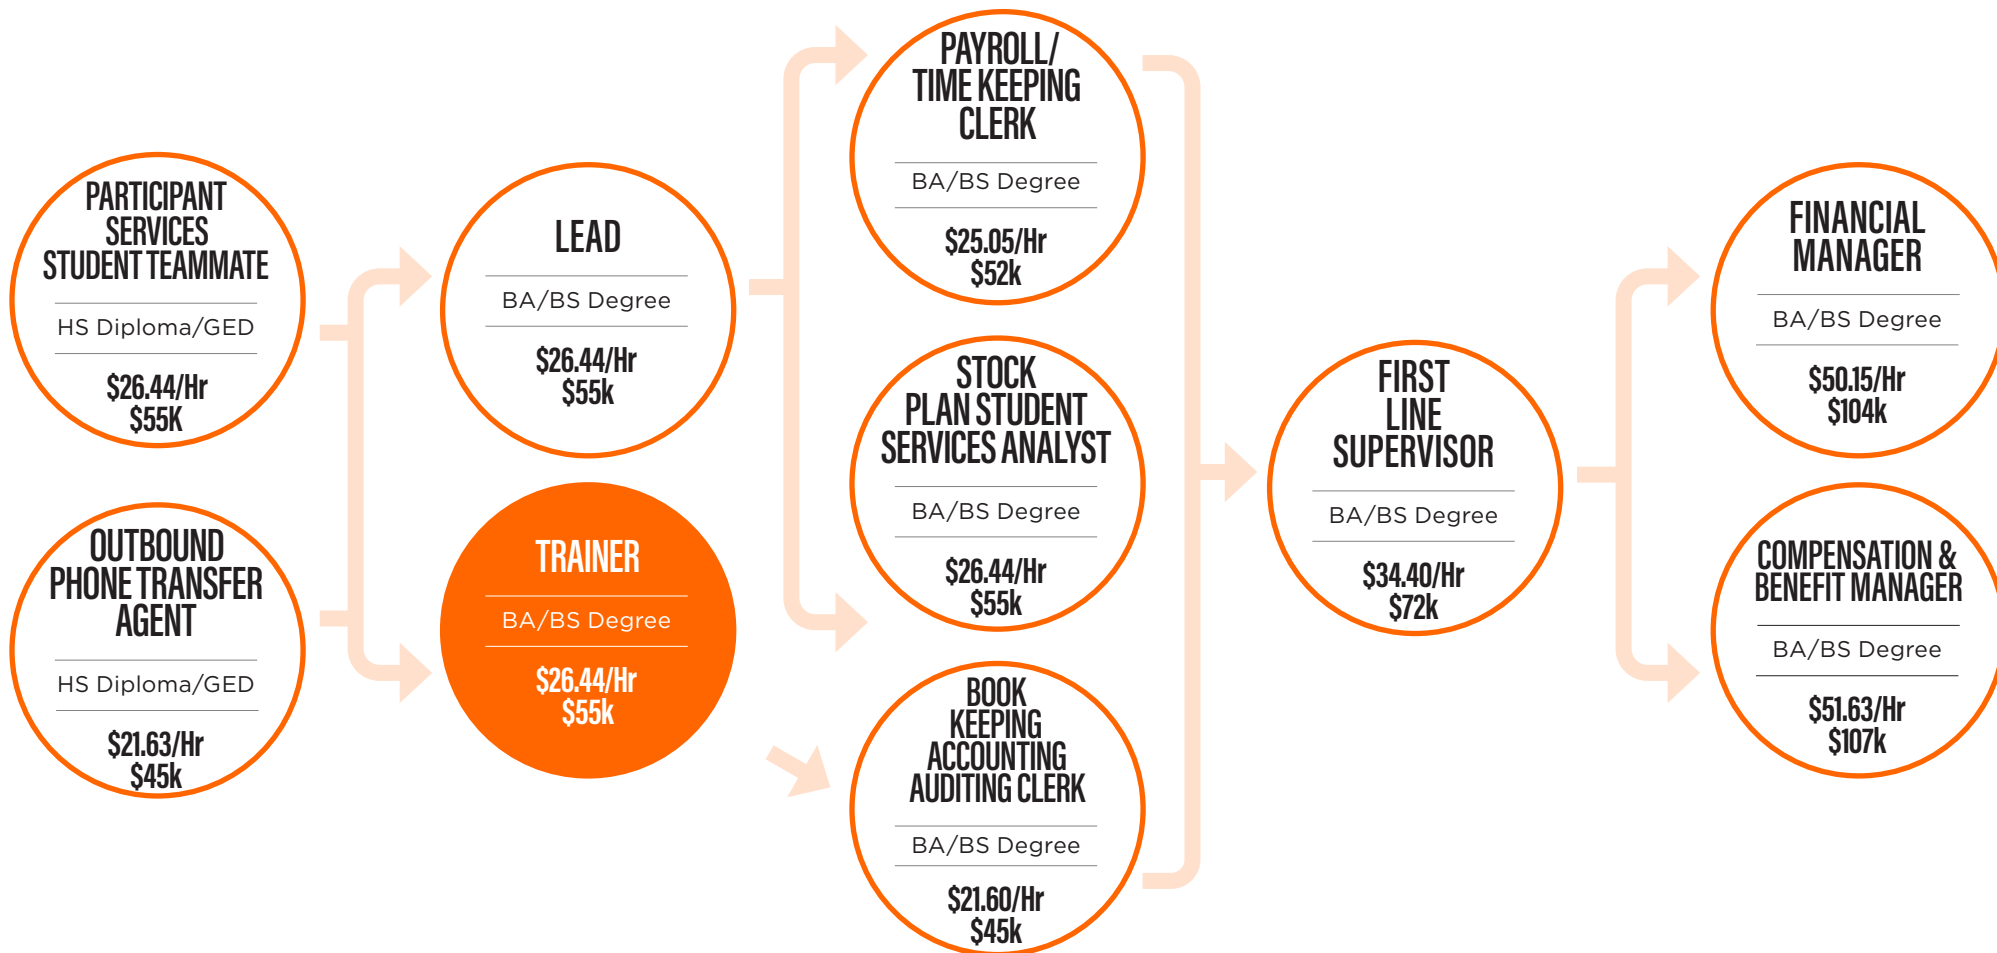 PARTICIPANT
SERVICES
STUDENT TEAMMATE
HS Diploma/GED
$26.44/Hr
$55K
OUTBOUND
PHONE TRANSFER
AGENT
HS Diploma/GED
$21.63/Hr
$45k
LEAD
BA/BS Degree
$26.44/Hr
$55k
TRAINER
BA/BS Degree
$26.44/Hr
$55k
PAYROLL/
TIME KEEPING
CLERK
BA/BS Degree
$25.05/Hr
$52k
STOCK
PLAN STUDENT
SERVICES ANALYST
BA/BS Degree
$26.44/Hr
$55k
BOOK
KEEPING
ACCOUNTING
AUDITING CLERK
BA/BS Degree
$21.60/Hr
$45k
FIRST
LINE
SUPERVISOR
BA/BS Degree
$34.40/Hr
$72k
FINANCIAL
MANAGER
BA/BS Degree
$50.15/Hr
$104k
COMPENSATION &
BENEFIT MANAGER
BA/BS Degree
$51.63/Hr
$107k